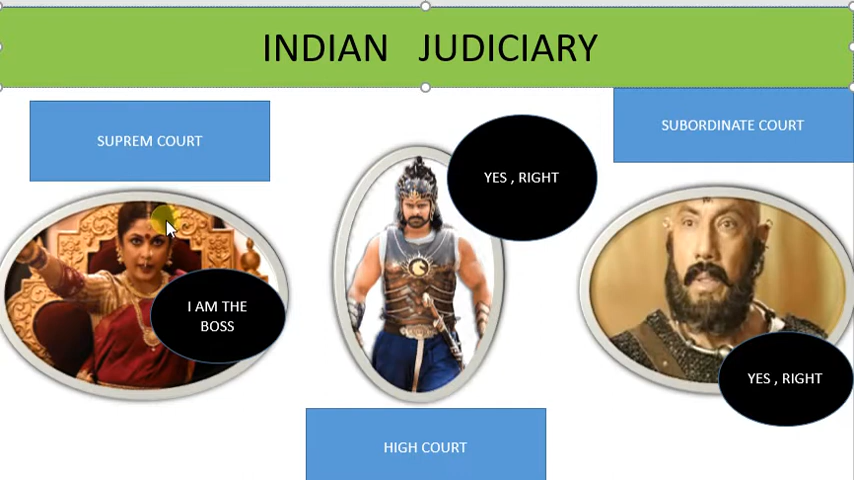 INDIAN JUDICIARY
SUPREM COURT
SUBORDINATE COURT
YES , RIGHT
I AM THE
BOSS
YES , RIGHT
HIGH COURT